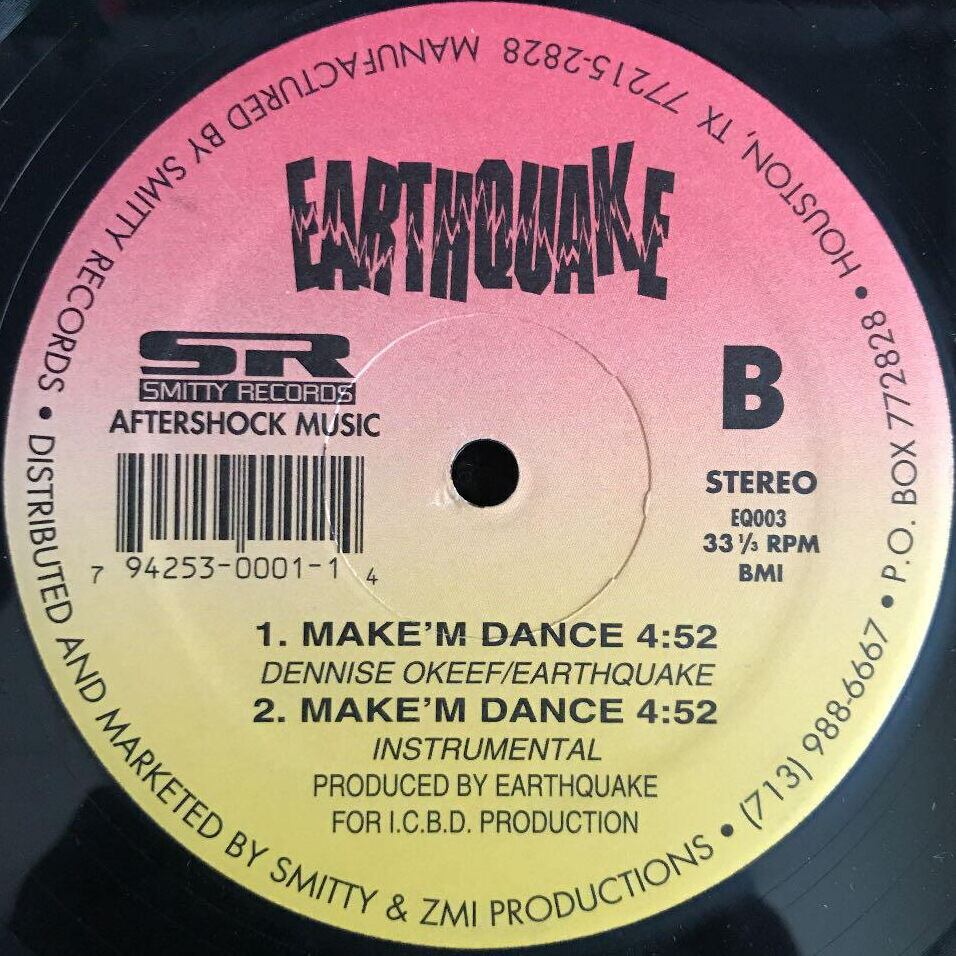 EARTHQUAKE
SR
SMITTY RECORDS
AFTERSHOCK MUSIC
7 94253-0001-1 4
B
STEREO
EQ003
33 ⅓ RPM
BMI
1. MAKE'M DANCE 4:52
DENNISE OKEEF/EARTHQUAKE
2. MAKE'M DANCE 4:52
INSTRUMENTAL
PRODUCED BY EARTHQUAKE
FOR I.C.B.D. PRODUCTION
MANUFACTURED BY SMITTY RECORDS • DISTRIBUTED AND MARKETED BY SMITTY & ZMI PRODUCTIONS • (713) 988-6667 • P.O. BOX 772828 • HOUSTON, TX 77215-2828